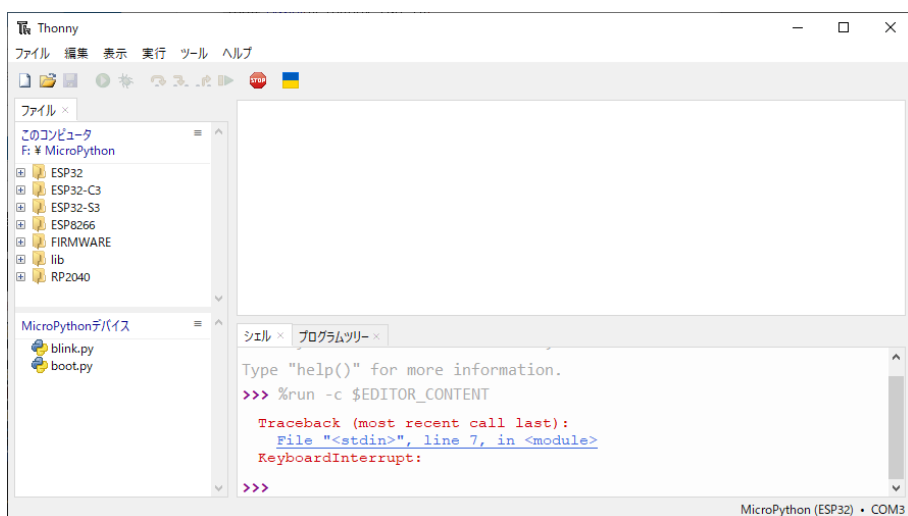 Thonny
ファイル 編集 表示 実行 ツール ヘルプ
STOP
ファイル ×
このコンピュータ
F: ¥ MicroPython
ESP32
ESP32-C3
ESP32-S3
ESP8266
FIRMWARE
lib
RP2040
MicroPythonデバイス
blink.py
boot.py
シェル × プログラムツリー ×
Type "help()" for more information.
>>> %run -c $EDITOR_CONTENT
Traceback (most recent call last):
File "<stdin>", line 7, in <module>
KeyboardInterrupt:
>>>
MicroPython (ESP32) • COM3